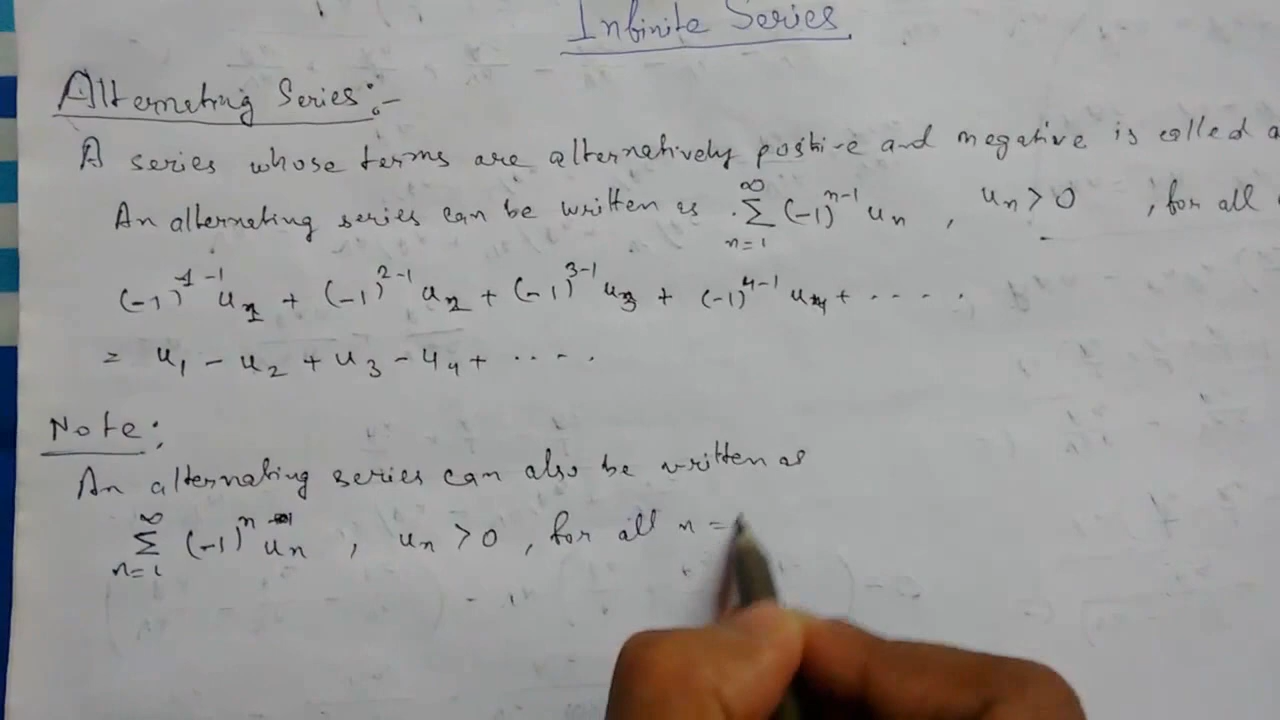 Infinite Series
Alternating Series:-
A series whose terms are alternatively positive and negative is called a
An alternating series can be written as ∑_{n=1}^{∞} (-1)^{n-1} u_n , u_n > 0 , for all
(-1)^{1-1} u_1 + (-1)^{2-1} u_2 + (-1)^{3-1} u_3 + (-1)^{4-1} u_4 + ·····
= u_1 - u_2 + u_3 - u_4 + ·····
Note:
An alternating series can also be written as
∑_{n=1}^{∞} (-1)^n u_n , u_n > 0 , for all n =